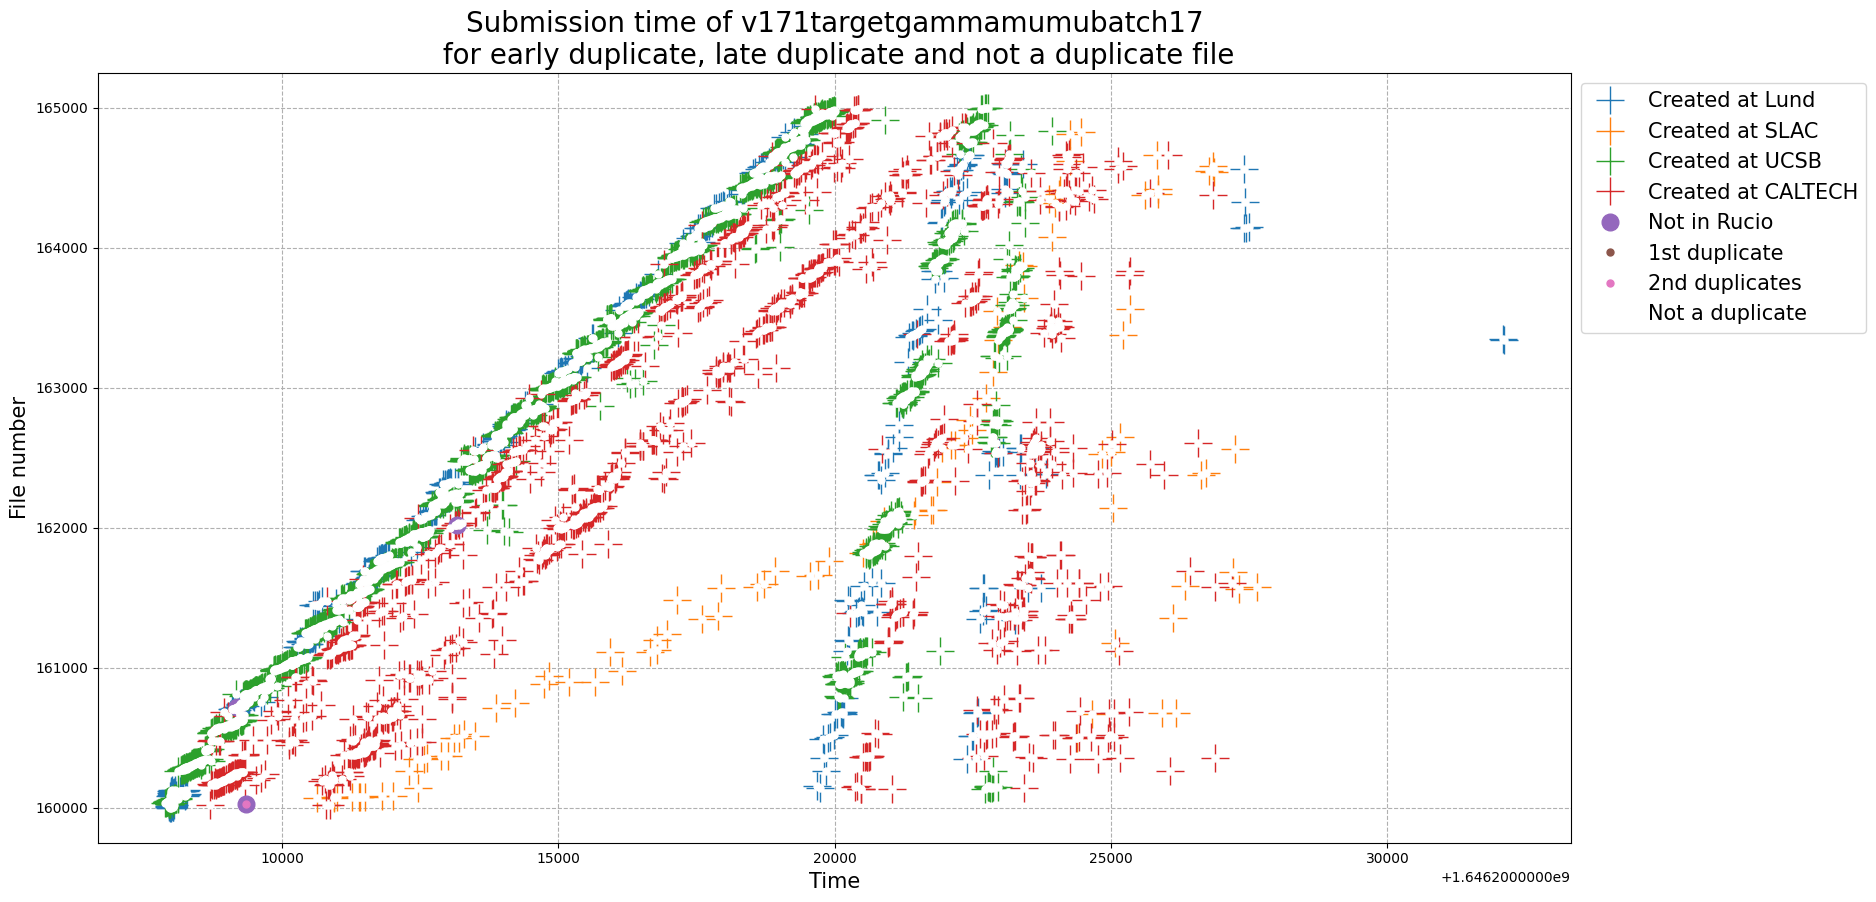 Submission time of v171targetgammamumubatch17
for early duplicate, late duplicate and not a duplicate file
165000
164000
163000
162000
161000
160000
File number
10000
15000
20000
25000
30000
Time
+1.6462000000e9
Created at Lund
Created at SLAC
Created at UCSB
Created at CALTECH
Not in Rucio
1st duplicate
2nd duplicates
Not a duplicate